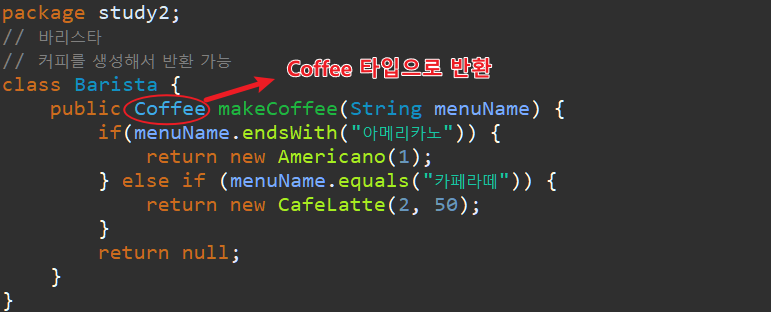 package study2;
// 바리스타
// 커피를 생성해서 반환 가능
Coffee 타입으로 반환
class Barista {
public Coffee makeCoffee(String menuName) {
if(menuName.endsWith("아메리카노")) {
return new Americano(1);
} else if (menuName.equals("카페라떼")) {
return new CafeLatte(2, 50);
}
return null;
}
}